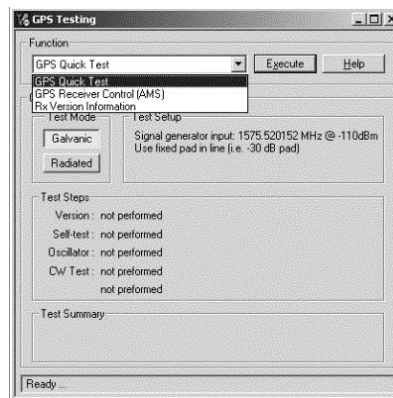 GPS Testing
Function
GPS Quick Test
Execute
Help
GPS Quick Test
GPS Receiver Control (AMS)
Rx Version Information
Test Mode
Test Setup
Galvanic
Radiated
Signal generator input: 1575.520152 MHz @ -110dBm
Use fixed pad in line (i.e. -30 dB pad)
Test Steps
Version : not performed
Self-test : not performed
Oscillator : not performed
CW Test : not performed
not preformed
Test Summary
Ready ...